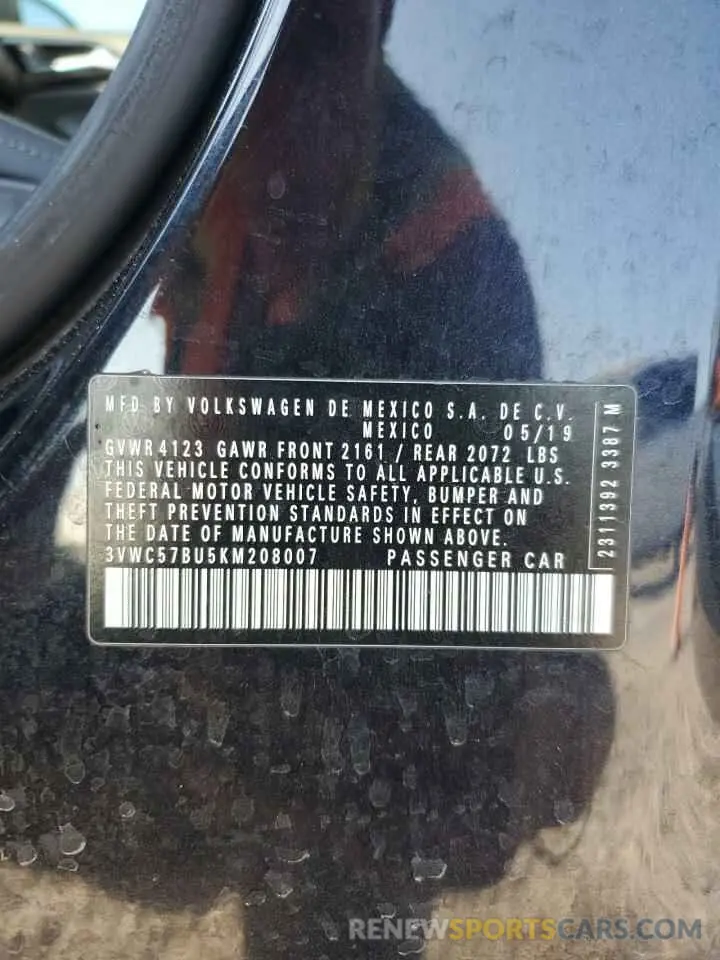 MFD BY VOLKSWAGEN DE MEXICO S.A. DE C.V.
MEXICO 05/19
GVWR 4123 GAWR FRONT 2161 / REAR 2072 LBS
THIS VEHICLE CONFORMS TO ALL APPLICABLE U.S.
FEDERAL MOTOR VEHICLE SAFETY, BUMPER AND
THEFT PREVENTION STANDARDS IN EFFECT ON
THE DATE OF MANUFACTURE SHOWN ABOVE.
3VWC57BU5KM208007 PASSENGER CAR
2311392 3387 M
RENEWSPORTSCARS.COM